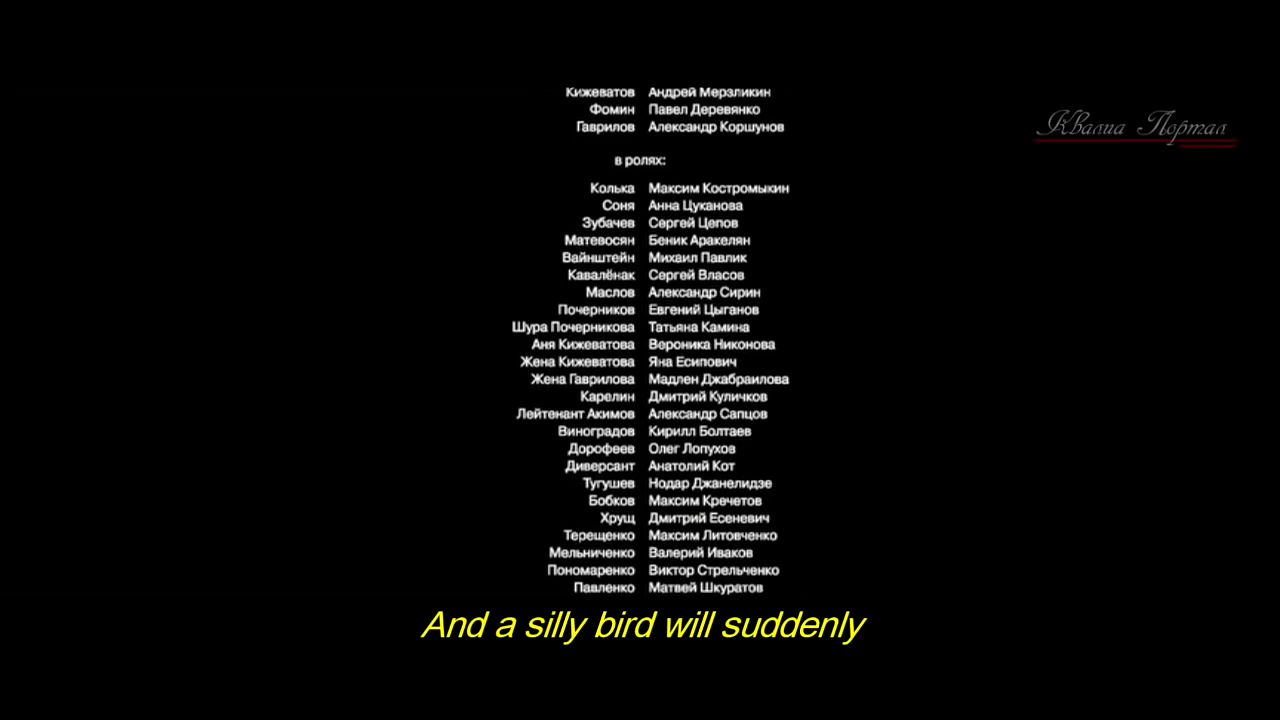 Кижеватов Андрей Мерзликин
Фомин Павел Деревянко
Гаврилов Александр Коршунов
Квалиа Портал
в ролях:
Колька Максим Костромыкин
Соня Анна Цуканова
Зубачев Сергей Цепов
Матевосян Беник Аракелян
Вайнштейн Михаил Павлик
Кавалёнак Сергей Власов
Маслов Александр Сирин
Почерников Евгений Цыганов
Шура Почерникова Татьяна Камина
Аня Кижеватова Вероника Никонова
Жена Кижеватова Яна Есипович
Жена Гаврилова Мадлен Джабраилова
Карелин Дмитрий Куличков
Лейтенант Акимов Александр Сапцов
Виноградов Кирилл Болтаев
Дорофеев Олег Лопухов
Диверсант Анатолий Кот
Тугушев Нодар Джанелидзе
Бобков Максим Кречетов
Хрущ Дмитрий Есеневич
Терещенко Максим Литовченко
Мельниченко Валерий Иваков
Пономаренко Виктор Стрельченко
Павленко Матвей Шкуратов
And a silly bird will suddenly